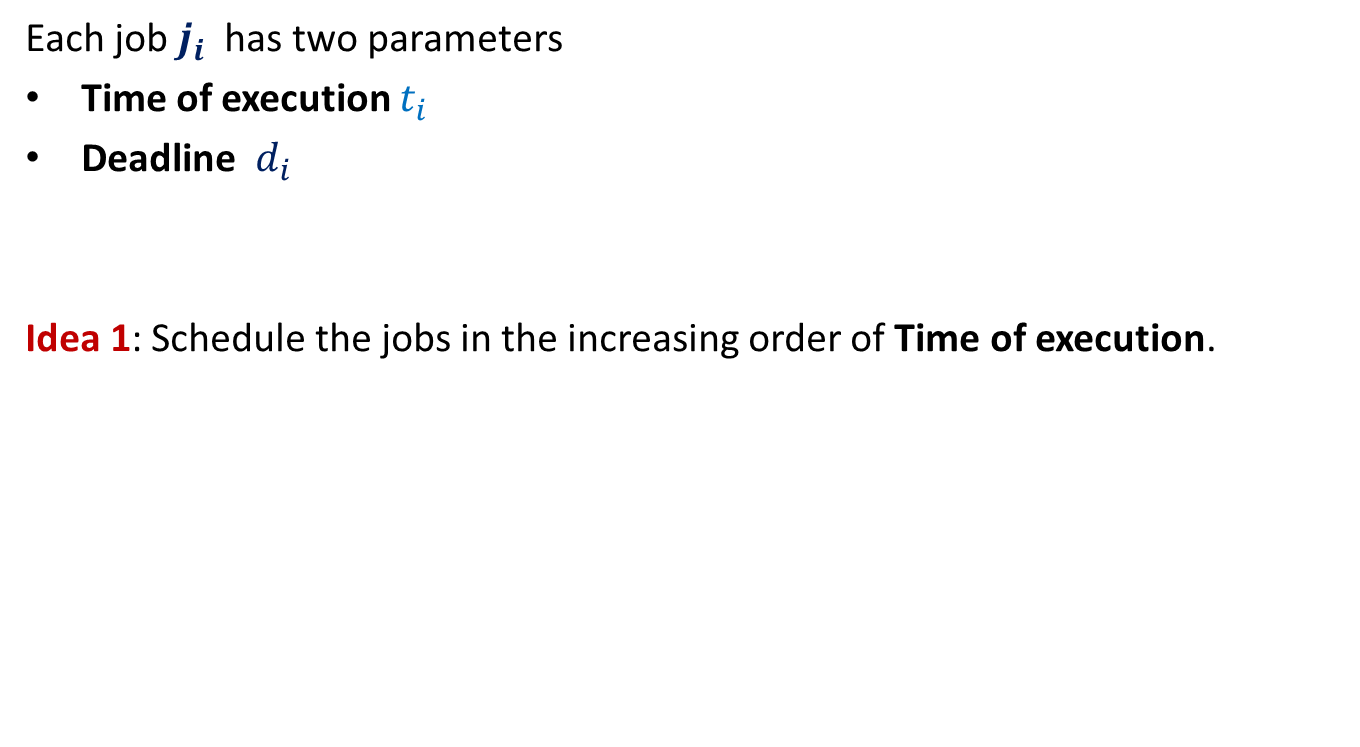 Each job j_i has two parameters
• Time of execution t_i
• Deadline d_i
Idea 1: Schedule the jobs in the increasing order of Time of execution.